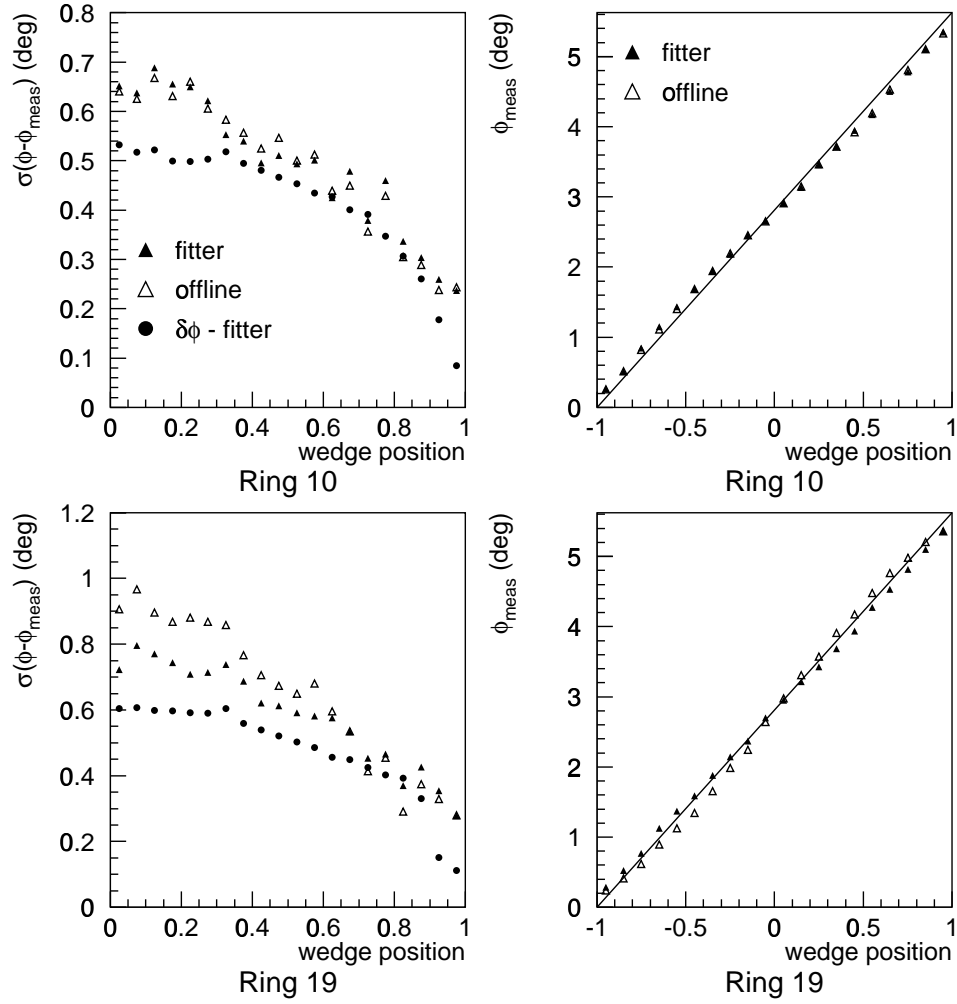 σ(ϕ-ϕmeas) (deg)
0.8
0.7
0.6
0.5
0.4
0.3
0.2
0.1
0
fitter
offline
δϕ - fitter
0 0.2 0.4 0.6 0.8 1
wedge position
Ring 10
ϕmeas (deg)
5
4
3
2
1
0
fitter
offline
-1 -0.5 0 0.5 1
wedge position
Ring 10
σ(ϕ-ϕmeas) (deg)
1.2
1
0.8
0.6
0.4
0.2
0
0 0.2 0.4 0.6 0.8 1
wedge position
Ring 19
ϕmeas (deg)
5
4
3
2
1
0
-1 -0.5 0 0.5 1
wedge position
Ring 19